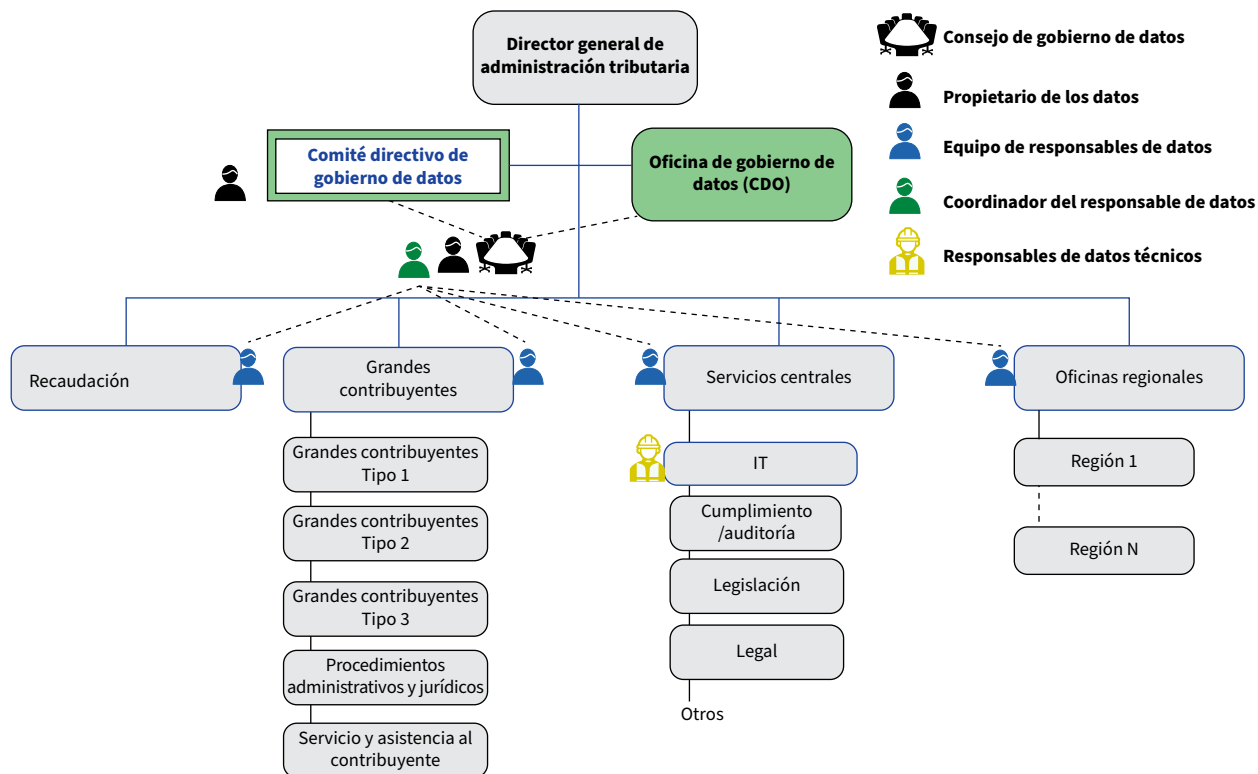 Director general de
administración tributaria
Consejo de gobierno de datos
Propietario de los datos
Equipo de responsables de datos
Coordinador del responsable de datos
Responsables de datos técnicos
Comité directivo de
gobierno de datos
Oficina de gobierno de
datos (CDO)
Recaudación
Grandes
contribuyentes
Servicios centrales
Oficinas regionales
Grandes contribuyentes
Tipo 1
Grandes contribuyentes
Tipo 2
Grandes contribuyentes
Tipo 3
Procedimientos
administrativos y jurídicos
Servicio y asistencia al
contribuyente
IT
Cumplimiento
/auditoría
Legislación
Legal
Otros
Región 1
Región N